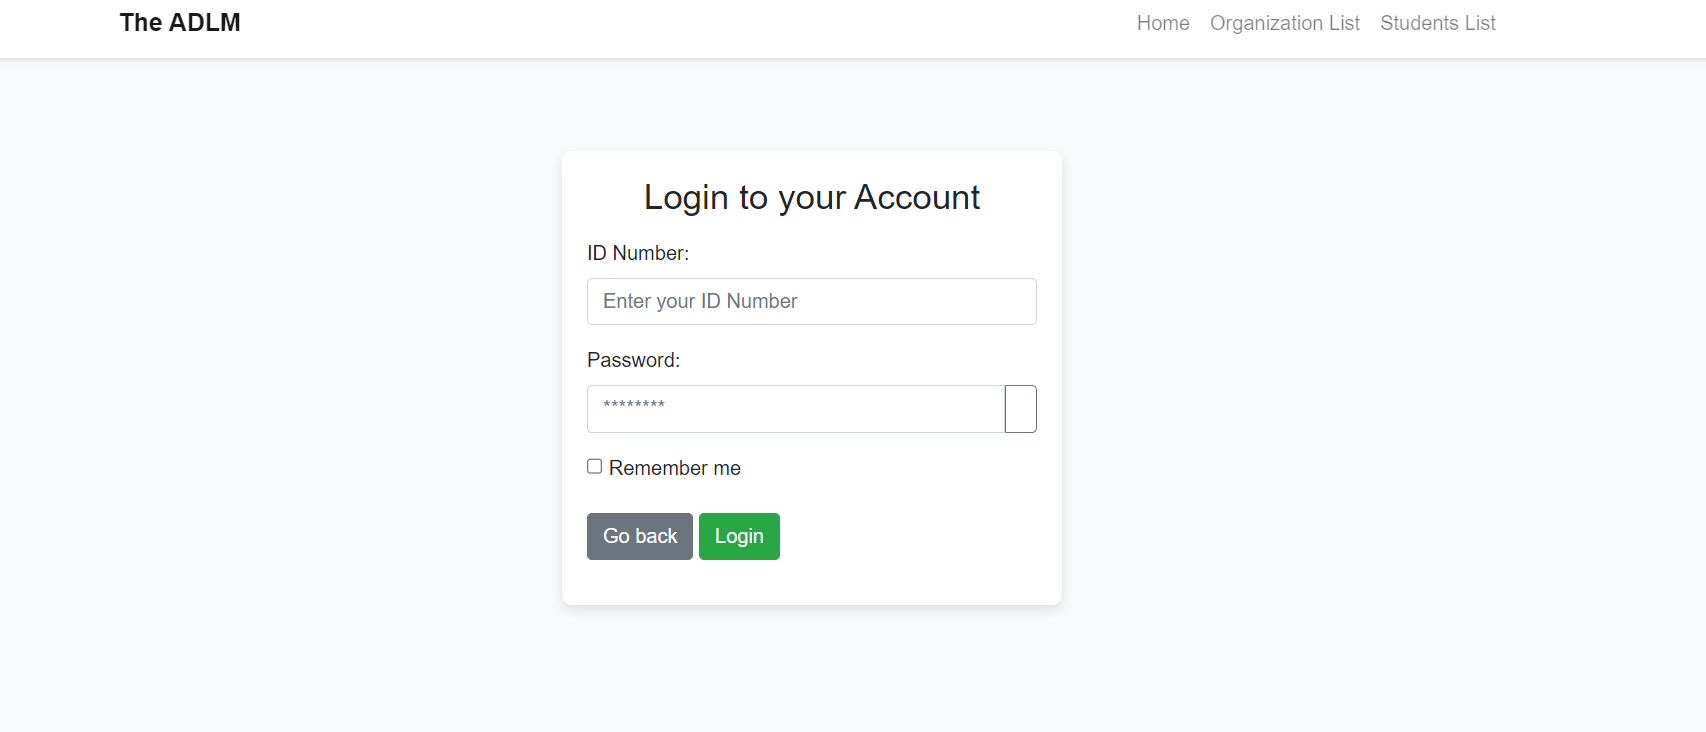 The ADLM
Home Organization List Students List
Login to your Account
ID Number:
Enter your ID Number
Password:
********
Remember me
Go back Login